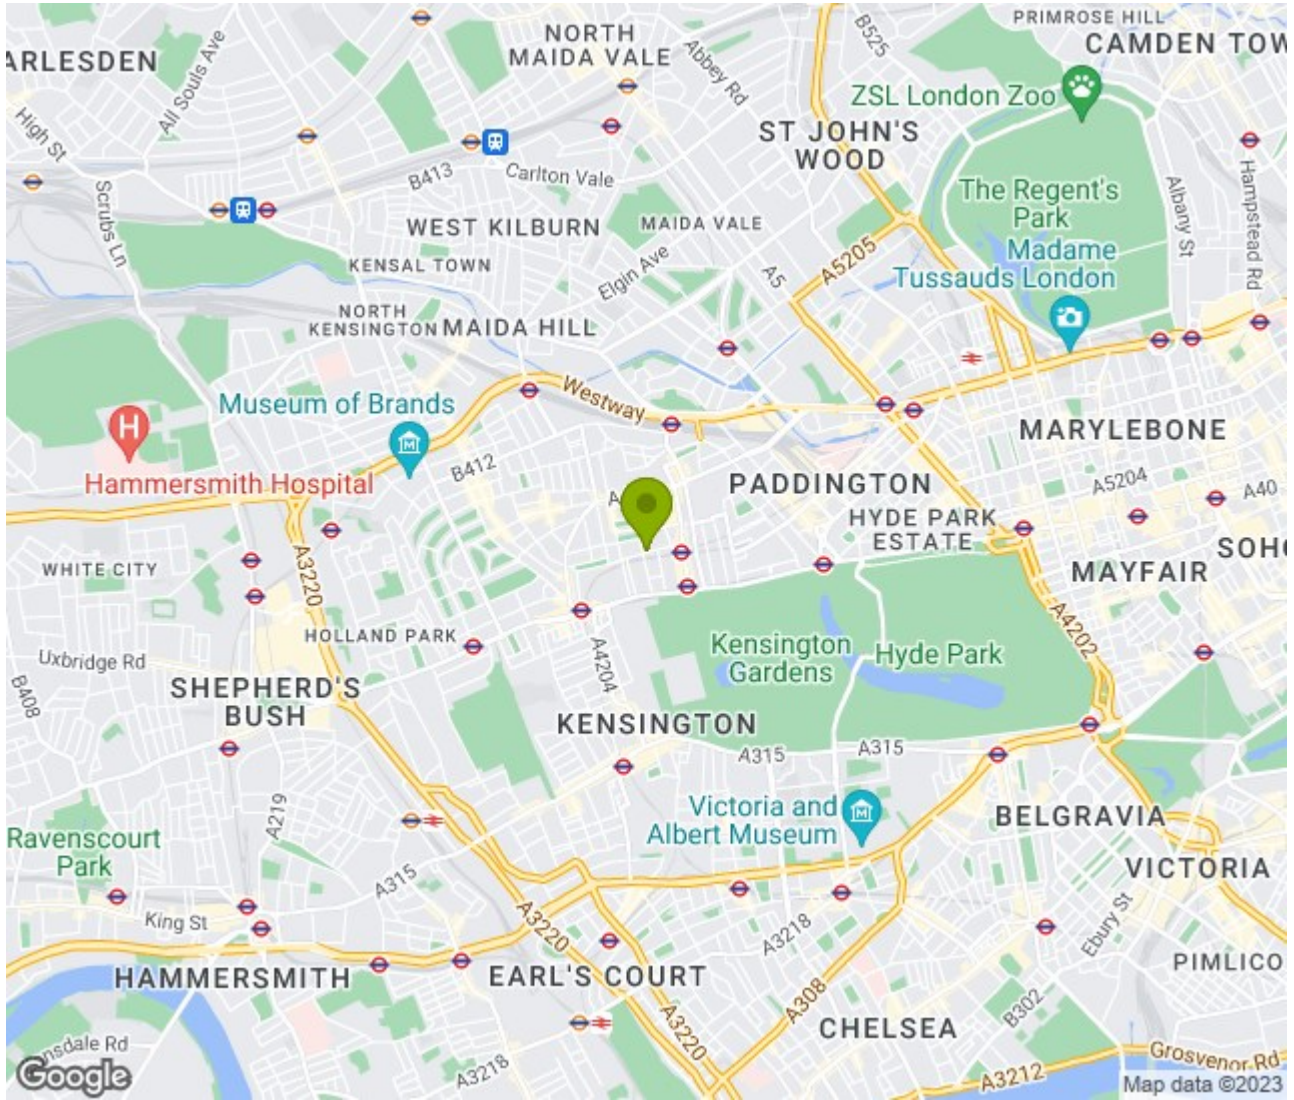 PRIMROSE HILL
CAMDEN TOW
B525
NORTH
MAIDA VALE
ARLESDEN
All Souls Ave
Abbey Rd
ZSL London Zoo
High St
ST JOHN'S
WOOD
B413
Carlton Vale
Scrubs Ln
The Regent's
Park
Albany St
Hampstead Rd
WEST KILBURN
MAIDA VALE
Madame
Tussauds London
KENSAL TOWN
Elgin Ave
A5
A5205
NORTH
KENSINGTON
MAIDA HILL
Westway
Museum of Brands
MARYLEBONE
B412
Hammersmith Hospital
A
PADDINGTON
A5204
A40
HYDE PARK
ESTATE
SOHO
WHITE CITY
A3220
MAYFAIR
HOLLAND PARK
A4204
Kensington
Gardens
Hyde Park
A4202
Uxbridge Rd
B408
SHEPHERD'S
BUSH
KENSINGTON
A315
A315
A219
Victoria and
Albert Museum
BELGRAVIA
Ravenscourt
Park
A315
VICTORIA
King St
A3220
A3218
Ebury St
HAMMERSMITH
EARL'S COURT
PIMLICO
A308
B302
CHELSEA
nsdale Rd
A3220
A3218
Grosvenor Rd
A3212
Google
Map data ©2023